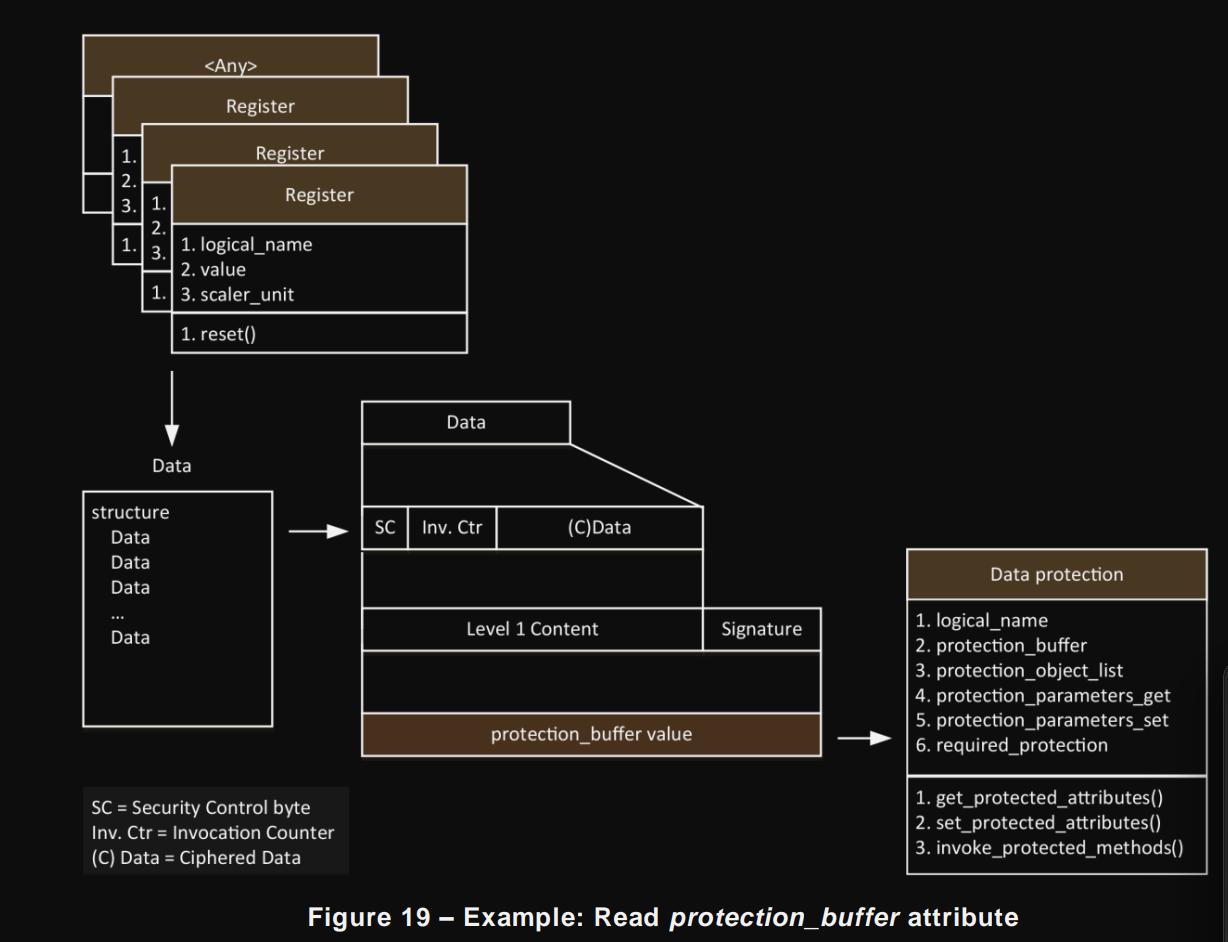 <Any>
Register
1.
2.
3.
1.
Register
1.
2.
3.
1.
Register
1. logical_name
2. value
3. scaler_unit
1. reset()
Data
structure
Data
Data
Data
...
Data
Data
SC Inv. Ctr (C)Data
Level 1 Content Signature
protection_buffer value
Data protection
1. logical_name
2. protection_buffer
3. protection_object_list
4. protection_parameters_get
5. protection_parameters_set
6. required_protection
1. get_protected_attributes()
2. set_protected_attributes()
3. invoke_protected_methods()
SC = Security Control byte
Inv. Ctr = Invocation Counter
(C) Data = Ciphered Data
Figure 19 – Example: Read protection_buffer attribute